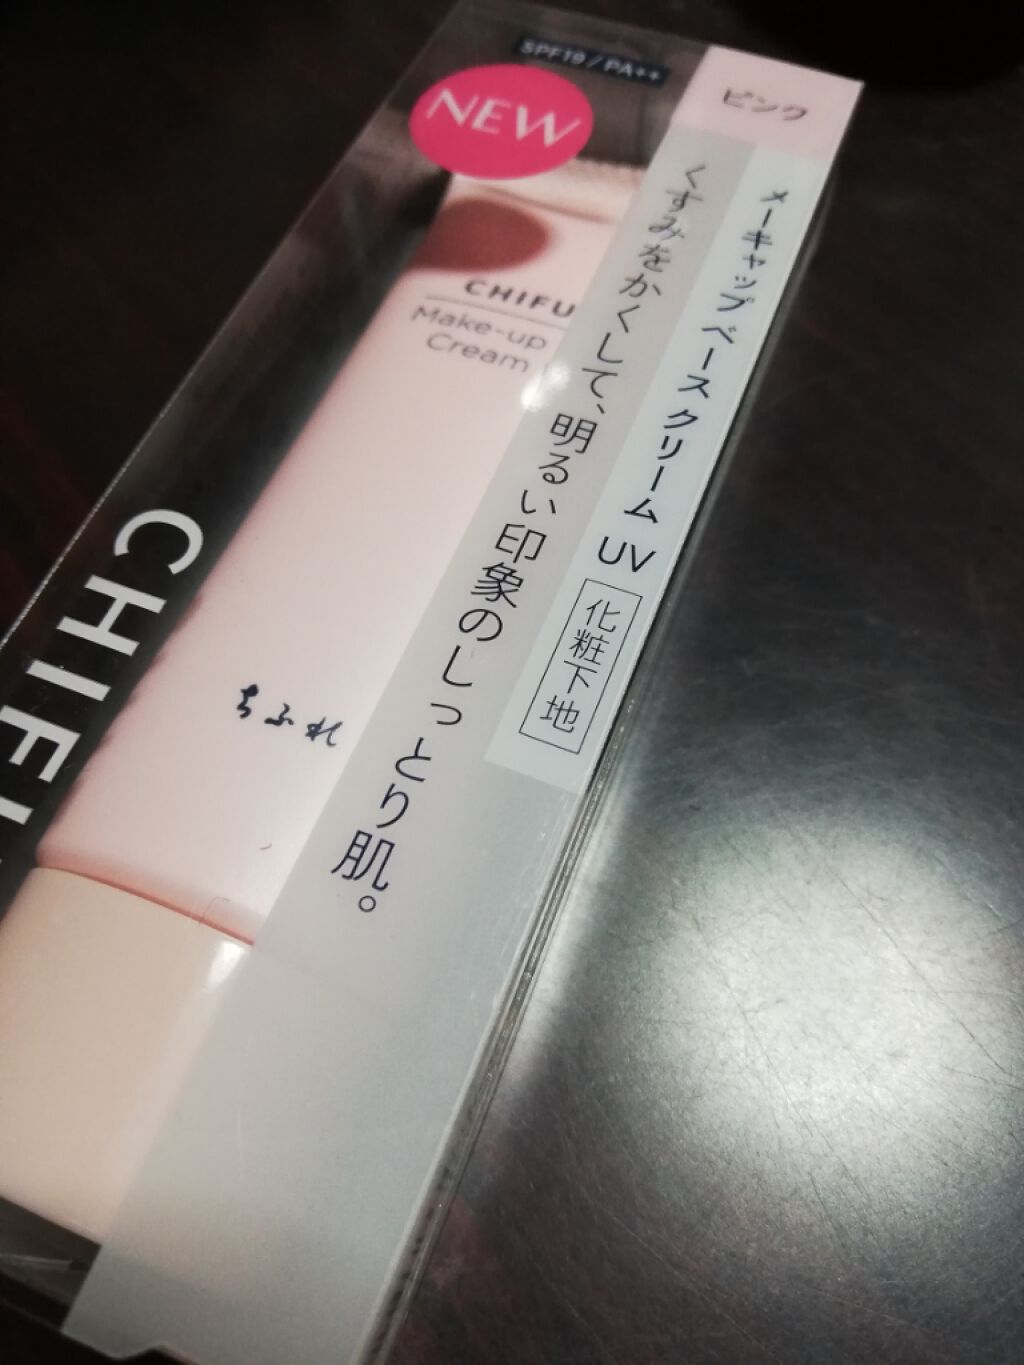 SPF19/PA++
NEW
ピンク
メーキャップ ベース クリーム UV
化粧下地
くすみをかくして、明るい印象のしっとり肌。
CHIFU
Make-up
Cream
ちふれ
CHIF